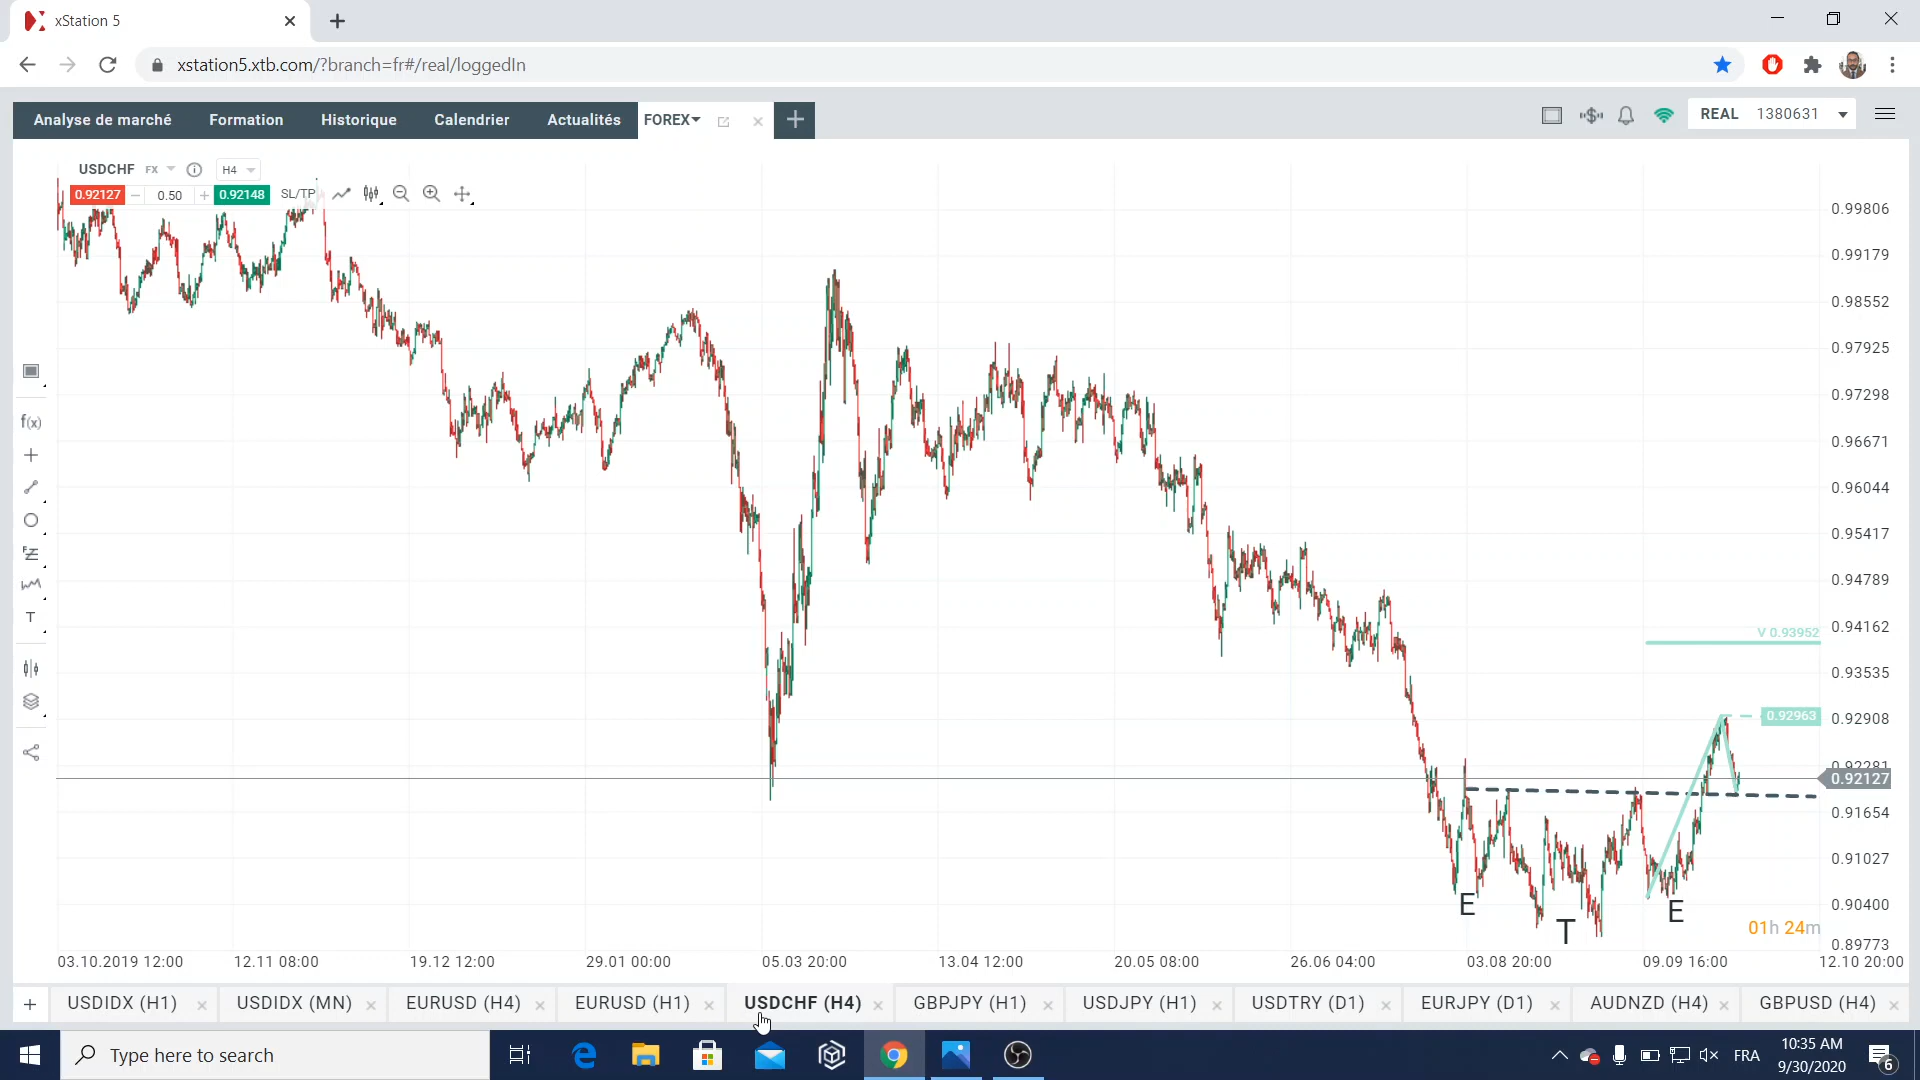 xStation 5
xstation5.xtb.com/?branch=fr#/real/loggedIn
Analyse de marché Formation Historique Calendrier Actualités FOREX
REAL 1380631
USDCHF FX H4
0.92127 0.50 0.92148 SL/TP
0.99806
0.99179
0.98552
0.97925
0.97298
0.96671
0.96044
0.95417
0.94789
0.94162
V 0.93952
0.93535
0.92963
0.92908
0.92281
0.92127
0.91654
0.91027
0.90400
0.89773
f(x)
T
E
T
E
01h 24m
03.10.2019 12:00 12.11 08:00 19.12 12:00 29.01 00:00 05.03 20:00 13.04 12:00 20.05 08:00 26.06 04:00 03.08 20:00 09.09 16:00 12.10 20:00
USDIDX (H1) USDIDX (MN) EURUSD (H4) EURUSD (H1) USDCHF (H4) GBPJPY (H1) USDJPY (H1) USDTRY (D1) EURJPY (D1) AUDNZD (H4) GBPUSD (H4)
Type here to search
FRA
10:35 AM
9/30/2020
6